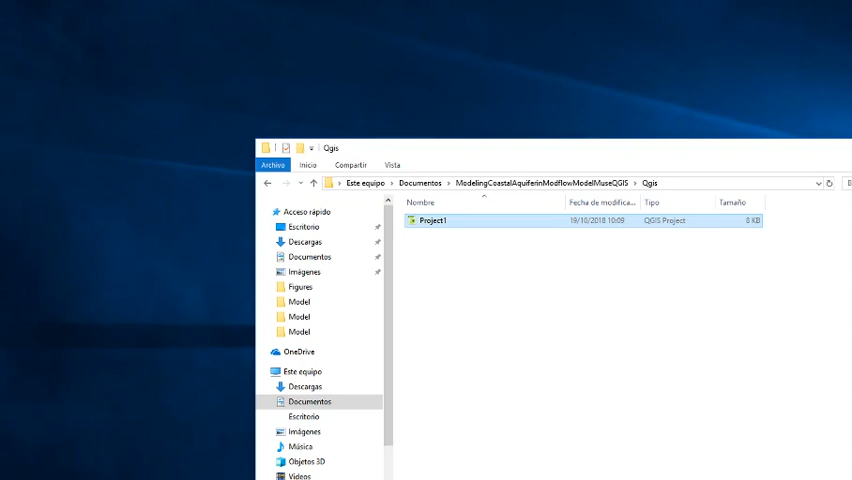 Qgis
Archivo Inicio Compartir Vista
Este equipo Documentos ModelingCoastalAquiferinModflowModelMuseQGIS Qgis
Nombre Fecha de modifica... Tipo Tamaño
Project1 19/10/2018 10:09 QGIS Project 8 KB
Acceso rápido
Escritorio
Descargas
Documentos
Imágenes
Figures
Model
Model
Model
OneDrive
Este equipo
Descargas
Documentos
Escritorio
Imágenes
Música
Objetos 3D
Videos